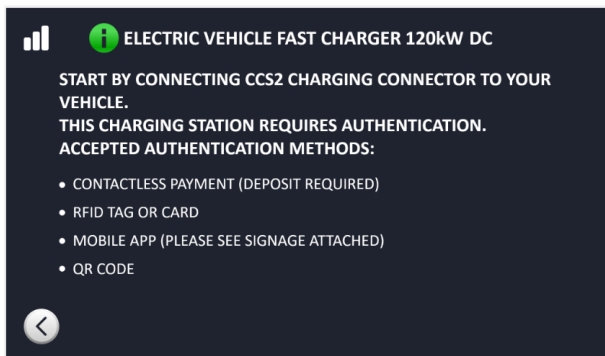 ELECTRIC VEHICLE FAST CHARGER 120kW DC
START BY CONNECTING CCS2 CHARGING CONNECTOR TO YOUR
VEHICLE.
THIS CHARGING STATION REQUIRES AUTHENTICATION.
ACCEPTED AUTHENTICATION METHODS:
• CONTACTLESS PAYMENT (DEPOSIT REQUIRED)
• RFID TAG OR CARD
• MOBILE APP (PLEASE SEE SIGNAGE ATTACHED)
• QR CODE